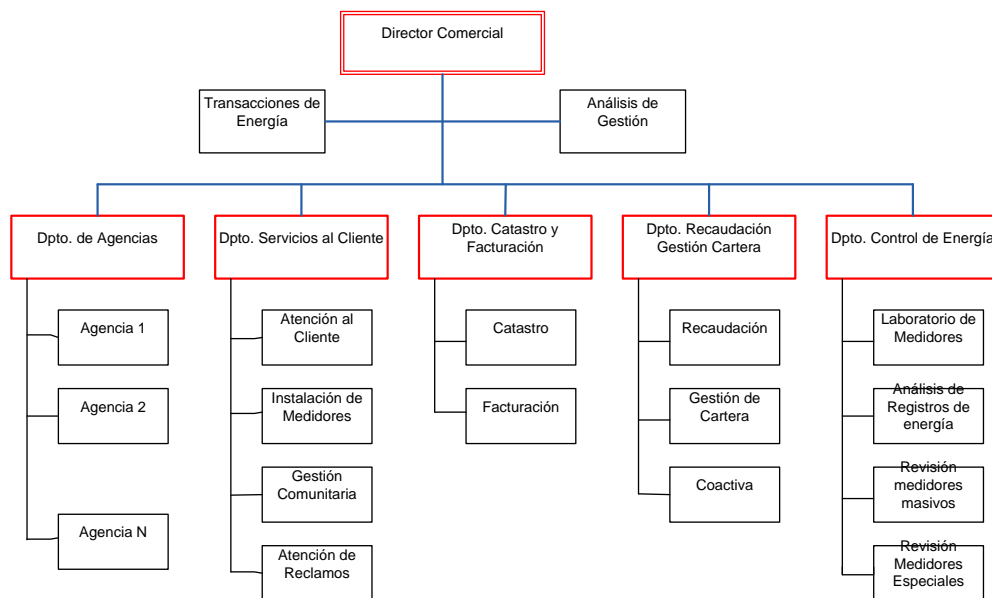 Director Comercial
Transacciones de
Energía
Análisis de
Gestión
Dpto. de Agencias
Dpto. Servicios al Cliente
Dpto. Catastro y
Facturación
Dpto. Recaudación
Gestión Cartera
Dpto. Control de Energía
Agencia 1
Agencia 2
Agencia N
Atención al
Cliente
Instalación de
Medidores
Gestión
Comunitaria
Atención de
Reclamos
Catastro
Facturación
Recaudación
Gestión de
Cartera
Coactiva
Laboratorio de
Medidores
Análisis de
Registros de
energía
Revisión
medidores
masivos
Revisión
Medidores
Especiales